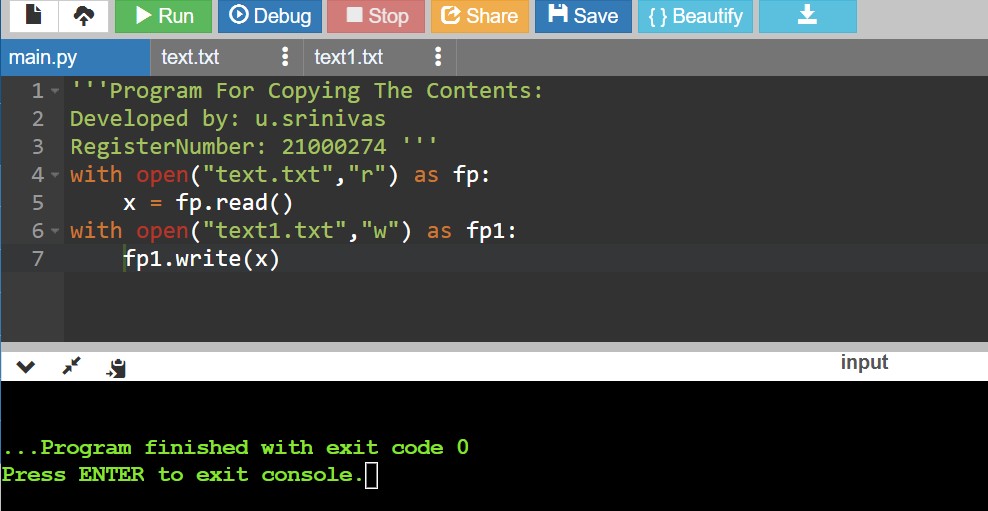 Run Debug Stop Share Save { } Beautify
main.py text.txt text1.txt
1 '''Program For Copying The Contents:
2 Developed by: u.srinivas
3 RegisterNumber: 21000274 '''
4 with open("text.txt","r") as fp:
5 x = fp.read()
6 with open("text1.txt","w") as fp1:
7 fp1.write(x)
input
...Program finished with exit code 0
Press ENTER to exit console.